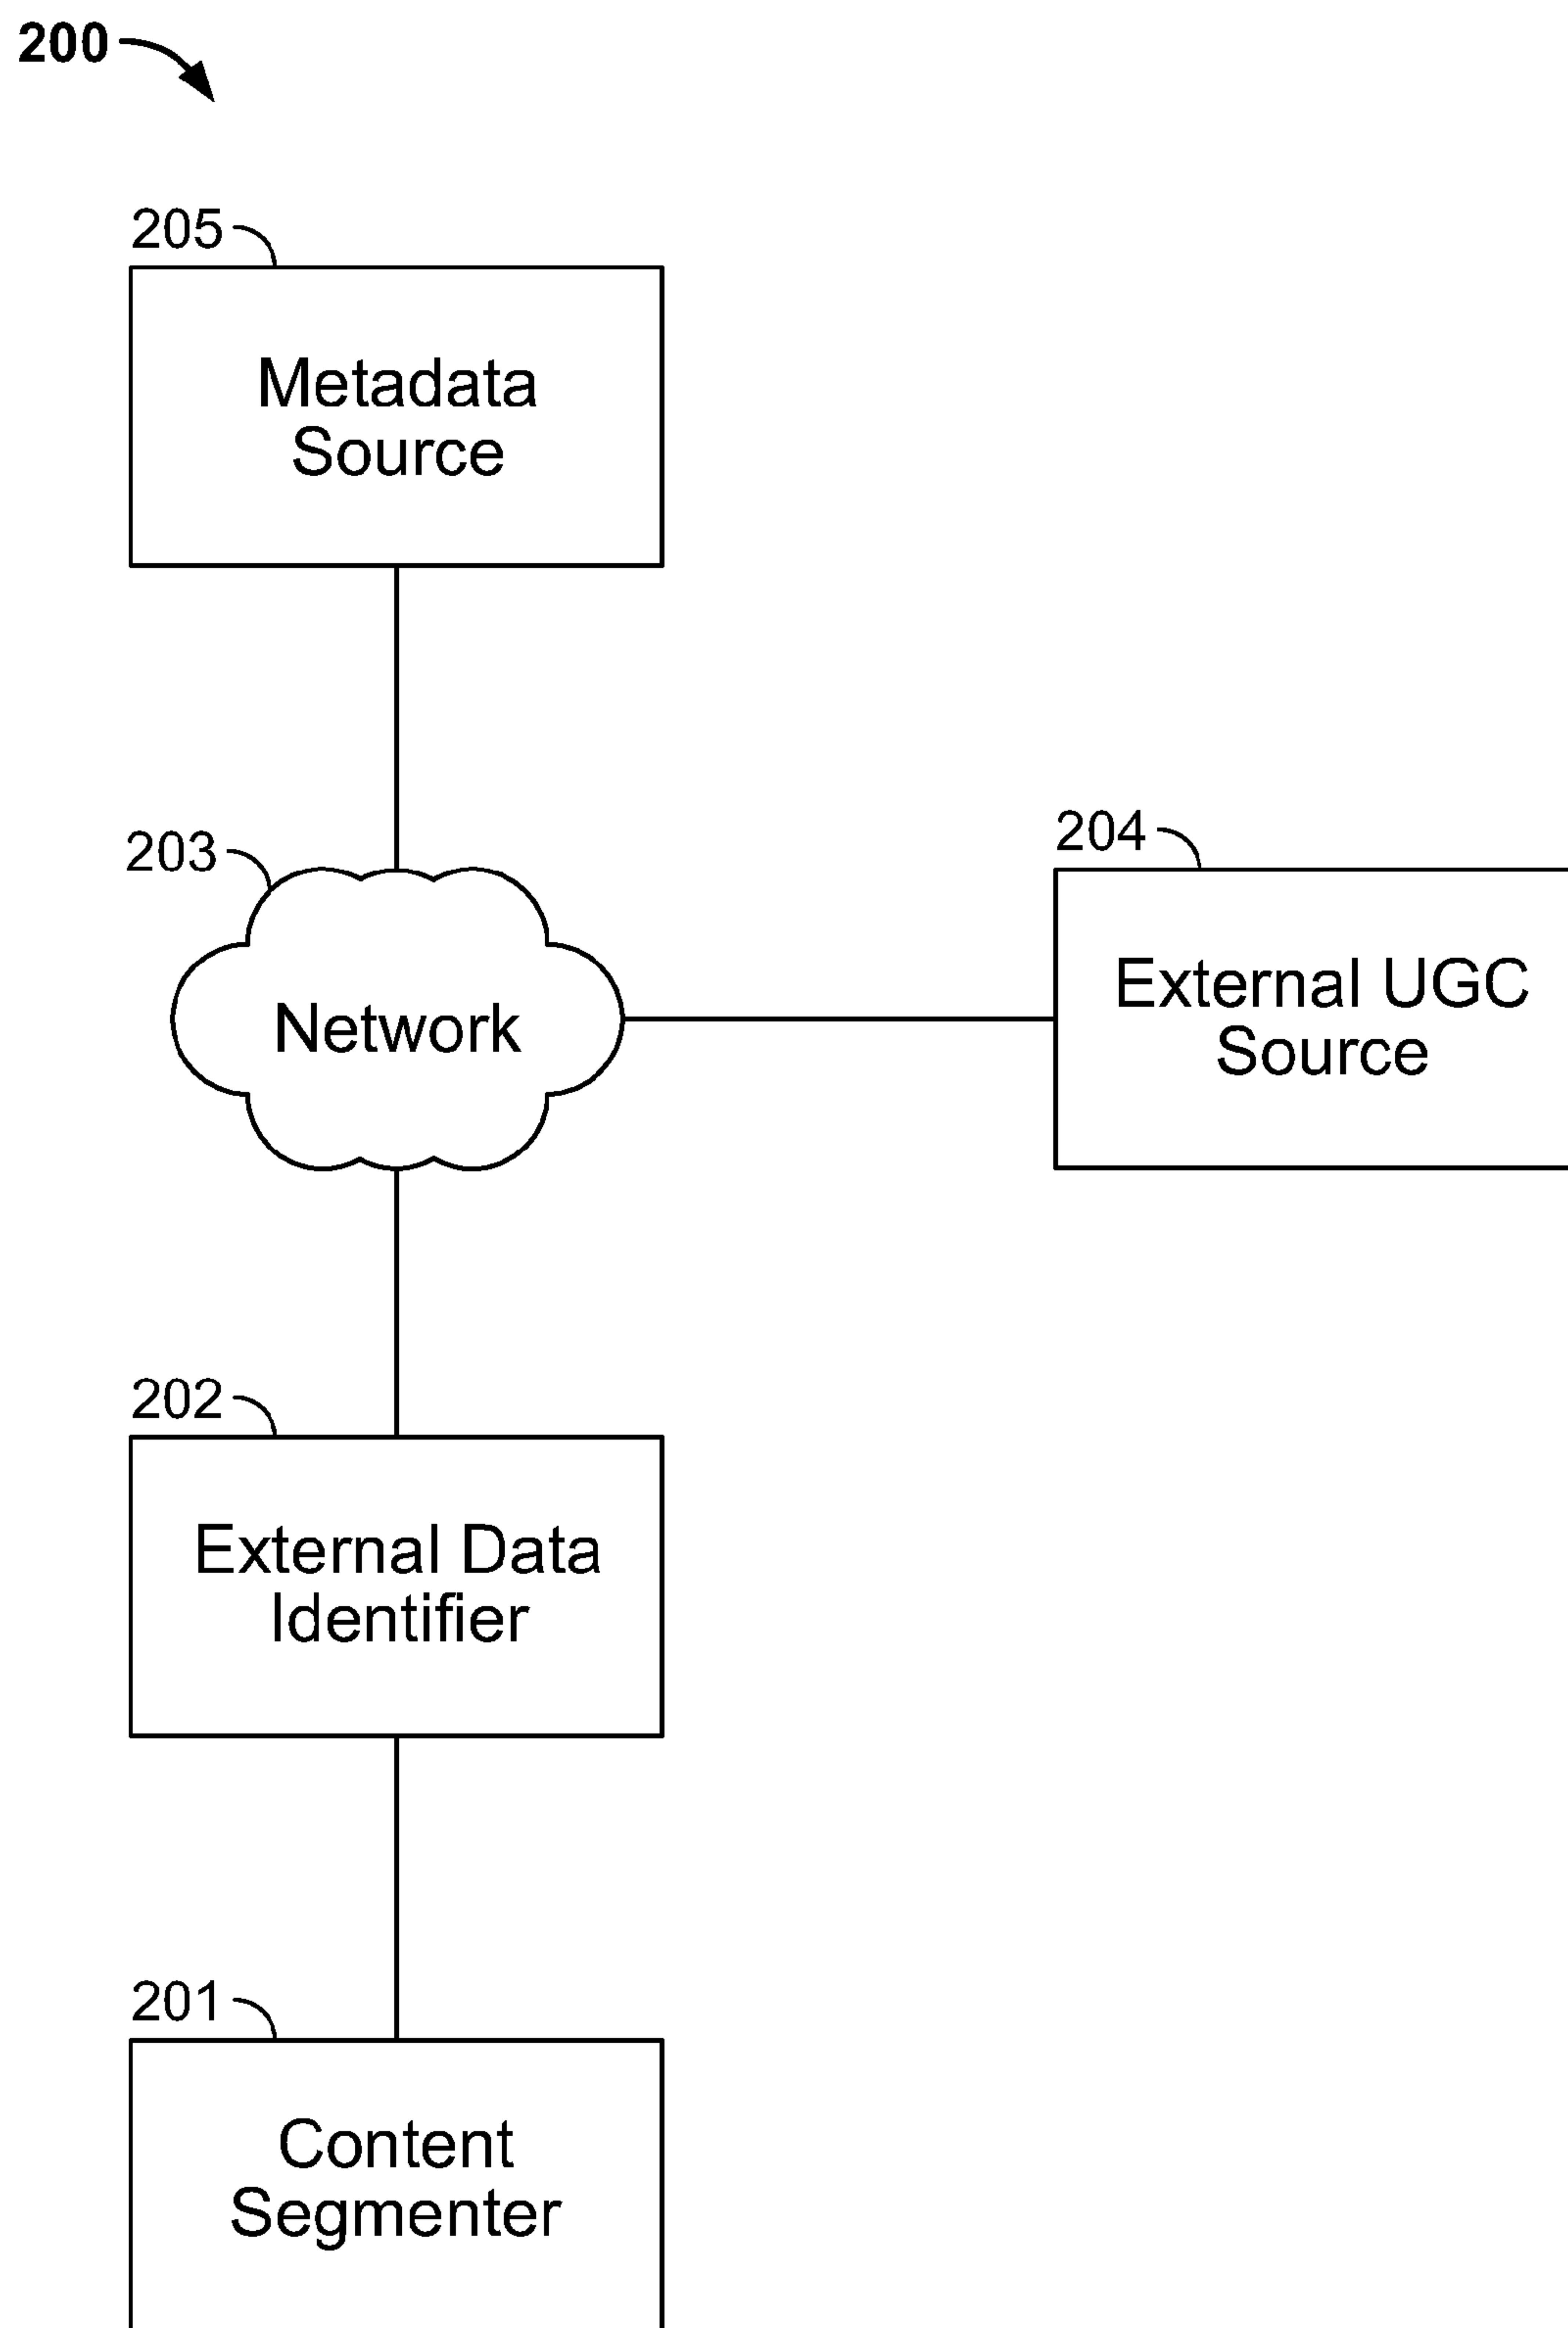 200
205
Metadata
Source
203
Network
204
External UGC
Source
202
External Data
Identifier
201
Content
Segmenter